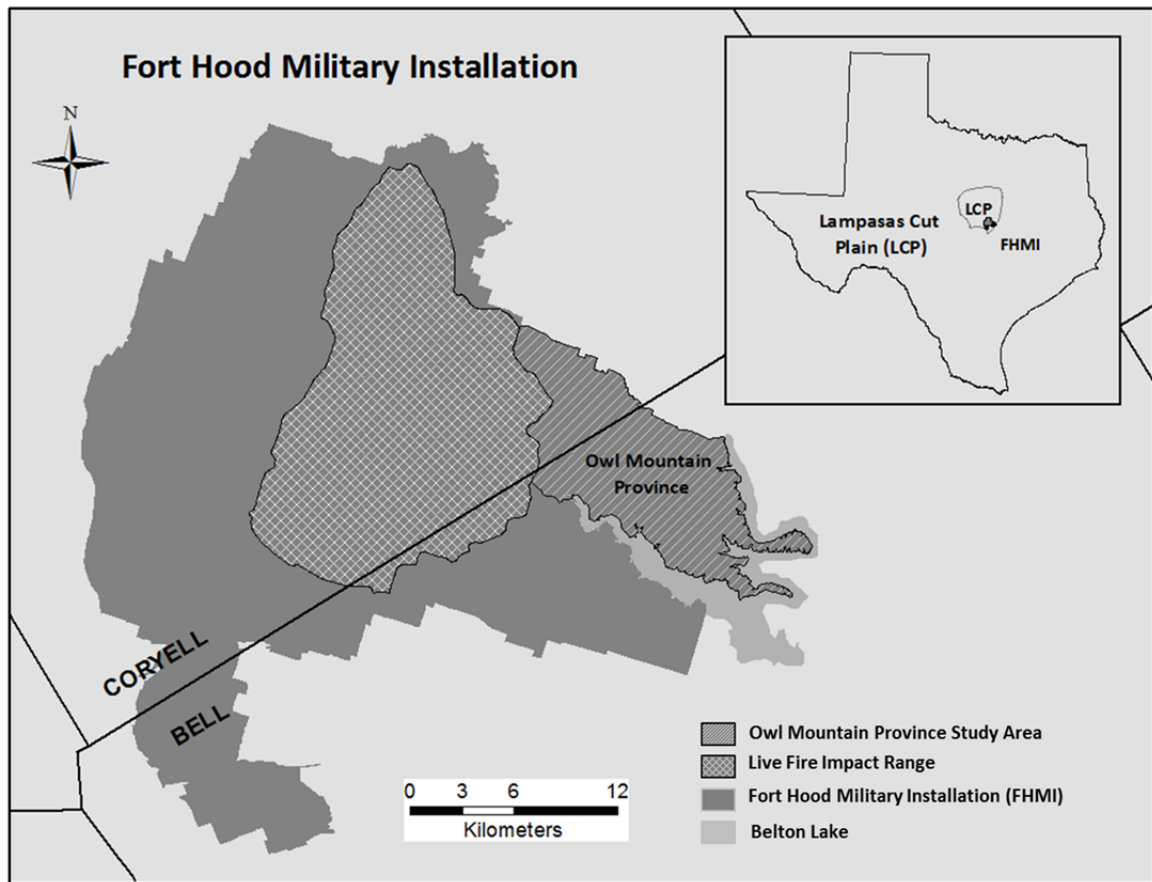 Fort Hood Military Installation
N
LCP
Lampasas Cut
Plain (LCP)
FHMI
Owl Mountain
Province
CORYELL
BELL
Owl Mountain Province Study Area
Live Fire Impact Range
Fort Hood Military Installation (FHMI)
Belton Lake
0 3 6 12
Kilometers